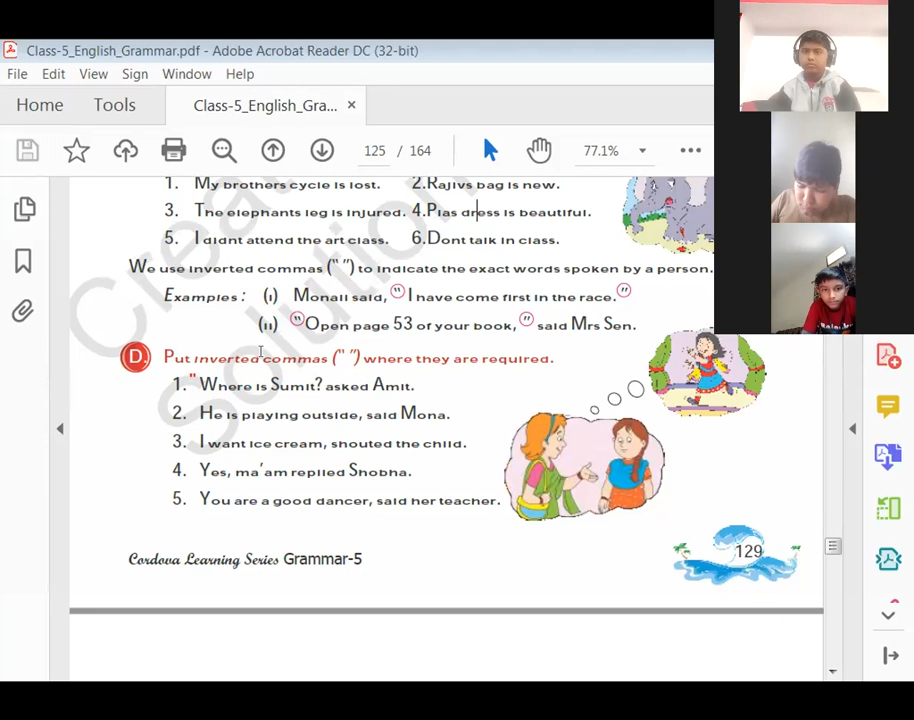 Class-5_English_Grammar.pdf - Adobe Acrobat Reader DC (32-bit)
File Edit View Sign Window Help
Home Tools Class-5_English_Gra... ×
125 / 164 77.1%
1. My brothers cycle is lost. 2.Rajivs bag is new.
3. The elephants leg is injured. 4.Plas dress is beautiful.
5. I didnt attend the art class. 6.Dont talk in class.
We use inverted commas (“ ”) to indicate the exact words spoken by a person.
Examples : (i) Monali said, “I have come first in the race.”
(ii) “Open page 53 of your book,” said Mrs Sen.
D. Put inverted commas (“ ”) where they are required.
1. "Where is Sumit? asked Amit.
2. He is playing outside, said Mona.
3. I want ice cream, shouted the child.
4. Yes, ma'am replied Shobha.
5. You are a good dancer, said her teacher.
Cordova Learning Series Grammar-5
129
Creat
Solution